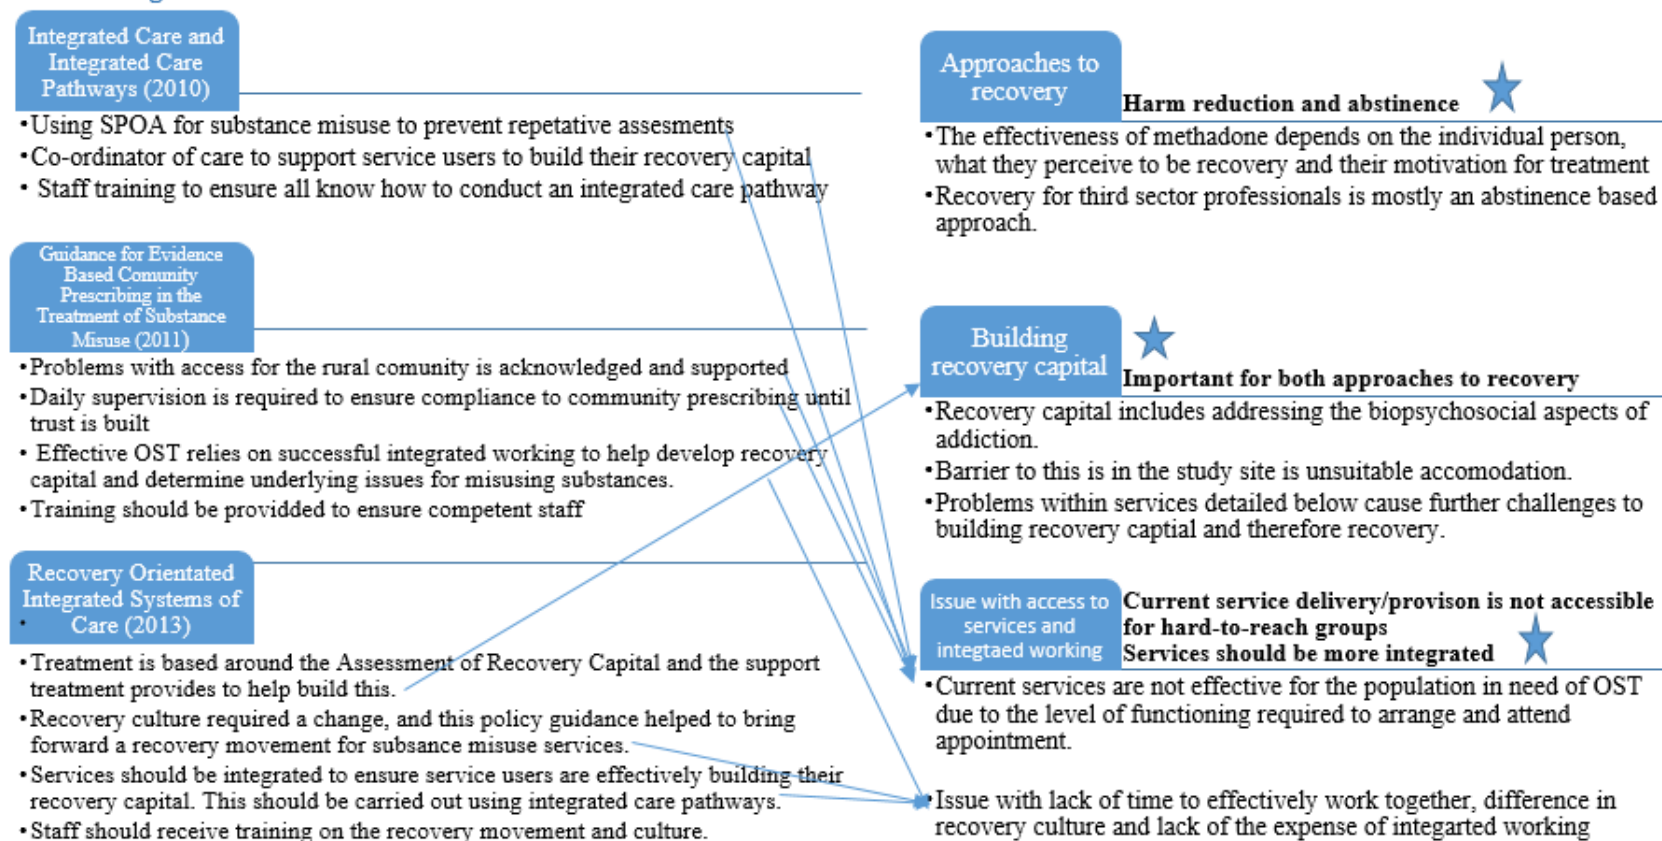 Integrated Care and
Integrated Care
Pathways (2010)
•Using SPOA for substance misuse to prevent repetative assesments
•Co-ordinator of care to support service users to build their recovery capital
• Staff training to ensure all know how to conduct an integrated care pathway
Guidance for Evidence
Based Comunity
Prescribing in the
Treatment of Substance
Misuse (2011)
•Problems with access for the rural comunity is acknowledged and supported
•Daily supervision is required to ensure compliance to community prescribing until
trust is built
• Effective OST relies on successful integrated working to help develop recovery
capital and determine underlying issues for misusing substances.
•Training should be providded to ensure competent staff
Recovery Orientated
Integrated Systems of
• Care (2013)
•Treatment is based around the Assessment of Recovery Capital and the support
treatment provides to help build this.
•Recovery culture required a change, and this policy guidance helped to bring
forward a recovery movement for subsance misuse services.
•Services should be integrated to ensure service users are effectively building their
recovery capital. This should be carried out using integrated care pathways.
•Staff should receive training on the recovery movement and culture.
Approaches to
recovery
Harm reduction and abstinence
•The effectiveness of methadone depends on the individual person,
what they perceive to be recovery and their motivation for treatment
•Recovery for third sector professionals is mostly an abstinence based
approach.
Building
recovery capital
Important for both approaches to recovery
•Recovery capital includes addressing the biopsychosocial aspects of
addiction.
•Barrier to this is in the study site is unsuitable accomodation.
•Problems within services detailed below cause further challenges to
building recovery captial and therefore recovery.
Issue with access to
services and
integtaed working
Current service delivery/provison is not accessible
for hard-to-reach groups
Services should be more integrated
•Current services are not effective for the population in need of OST
due to the level of functioning required to arrange and attend
appointment.
•Issue with lack of time to effectively work together, difference in
recovery culture and lack of the expense of integarted working